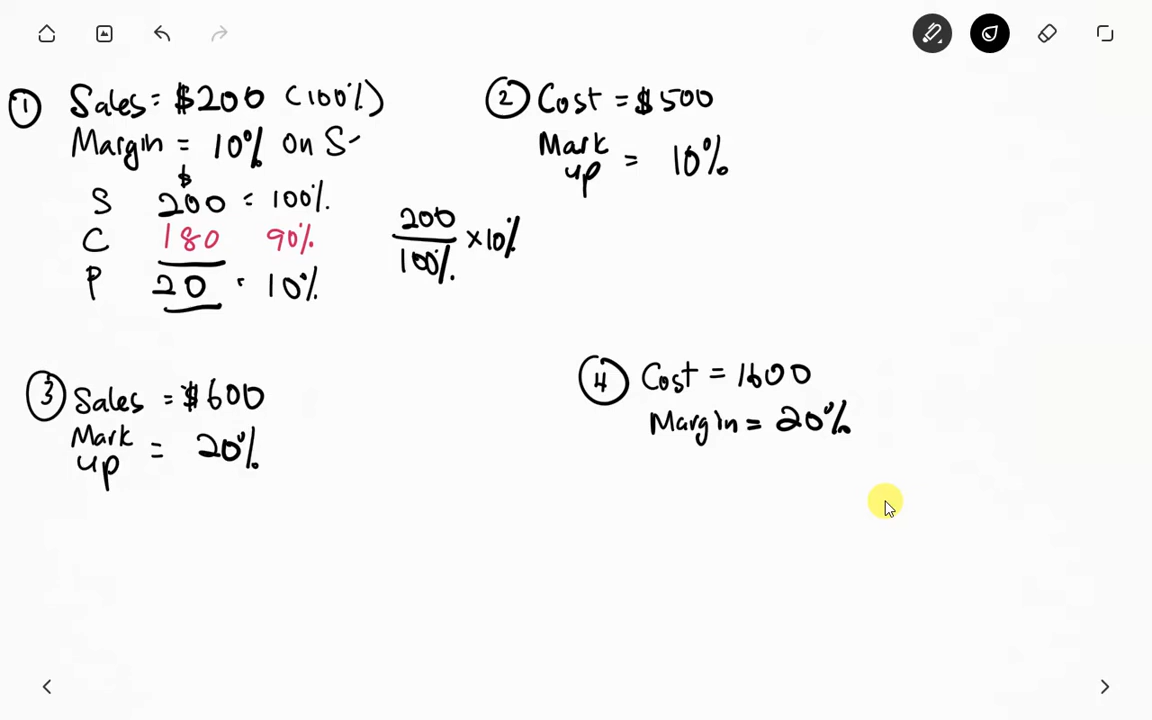 ① Sales = $200 (100%)
Margin = 10% on S
$
S 200 = 100%
C 180 90%
P 20 10%
200
100% ×10%
② Cost = $500
Mark up = 10%
③ Sales = $600
Mark up = 20%
④ Cost = 1600
Margin = 20%